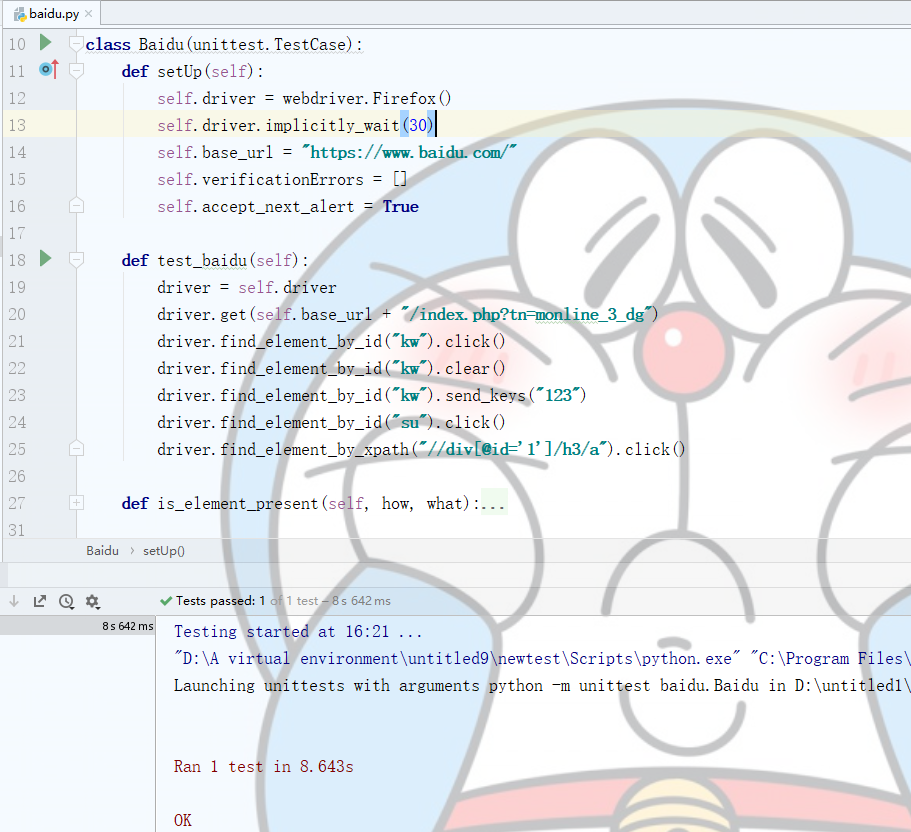 baidu.py
10 class Baidu(unittest.TestCase):
11 def setUp(self):
12 self.driver = webdriver.Firefox()
13 self.driver.implicitly_wait(30)
14 self.base_url = "https://www.baidu.com/"
15 self.verificationErrors = []
16 self.accept_next_alert = True
17
18 def test_baidu(self):
19 driver = self.driver
20 driver.get(self.base_url + "/index.php?tn=monline_3_dg")
21 driver.find_element_by_id("kw").click()
22 driver.find_element_by_id("kw").clear()
23 driver.find_element_by_id("kw").send_keys("123")
24 driver.find_element_by_id("su").click()
25 driver.find_element_by_xpath("//div[@id='1']/h3/a").click()
26
27 def is_element_present(self, how, what):...
31
Baidu › setUp()
Tests passed: 1 of 1 test – 8 s 642 ms
8 s 642 ms
Testing started at 16:21 ...
"D:\A virtual environment\untitled9\newtest\Scripts\python.exe" "C:\Program Files\
Launching unittests with arguments python -m unittest baidu.Baidu in D:\untitled1\
Ran 1 test in 8.643s
OK